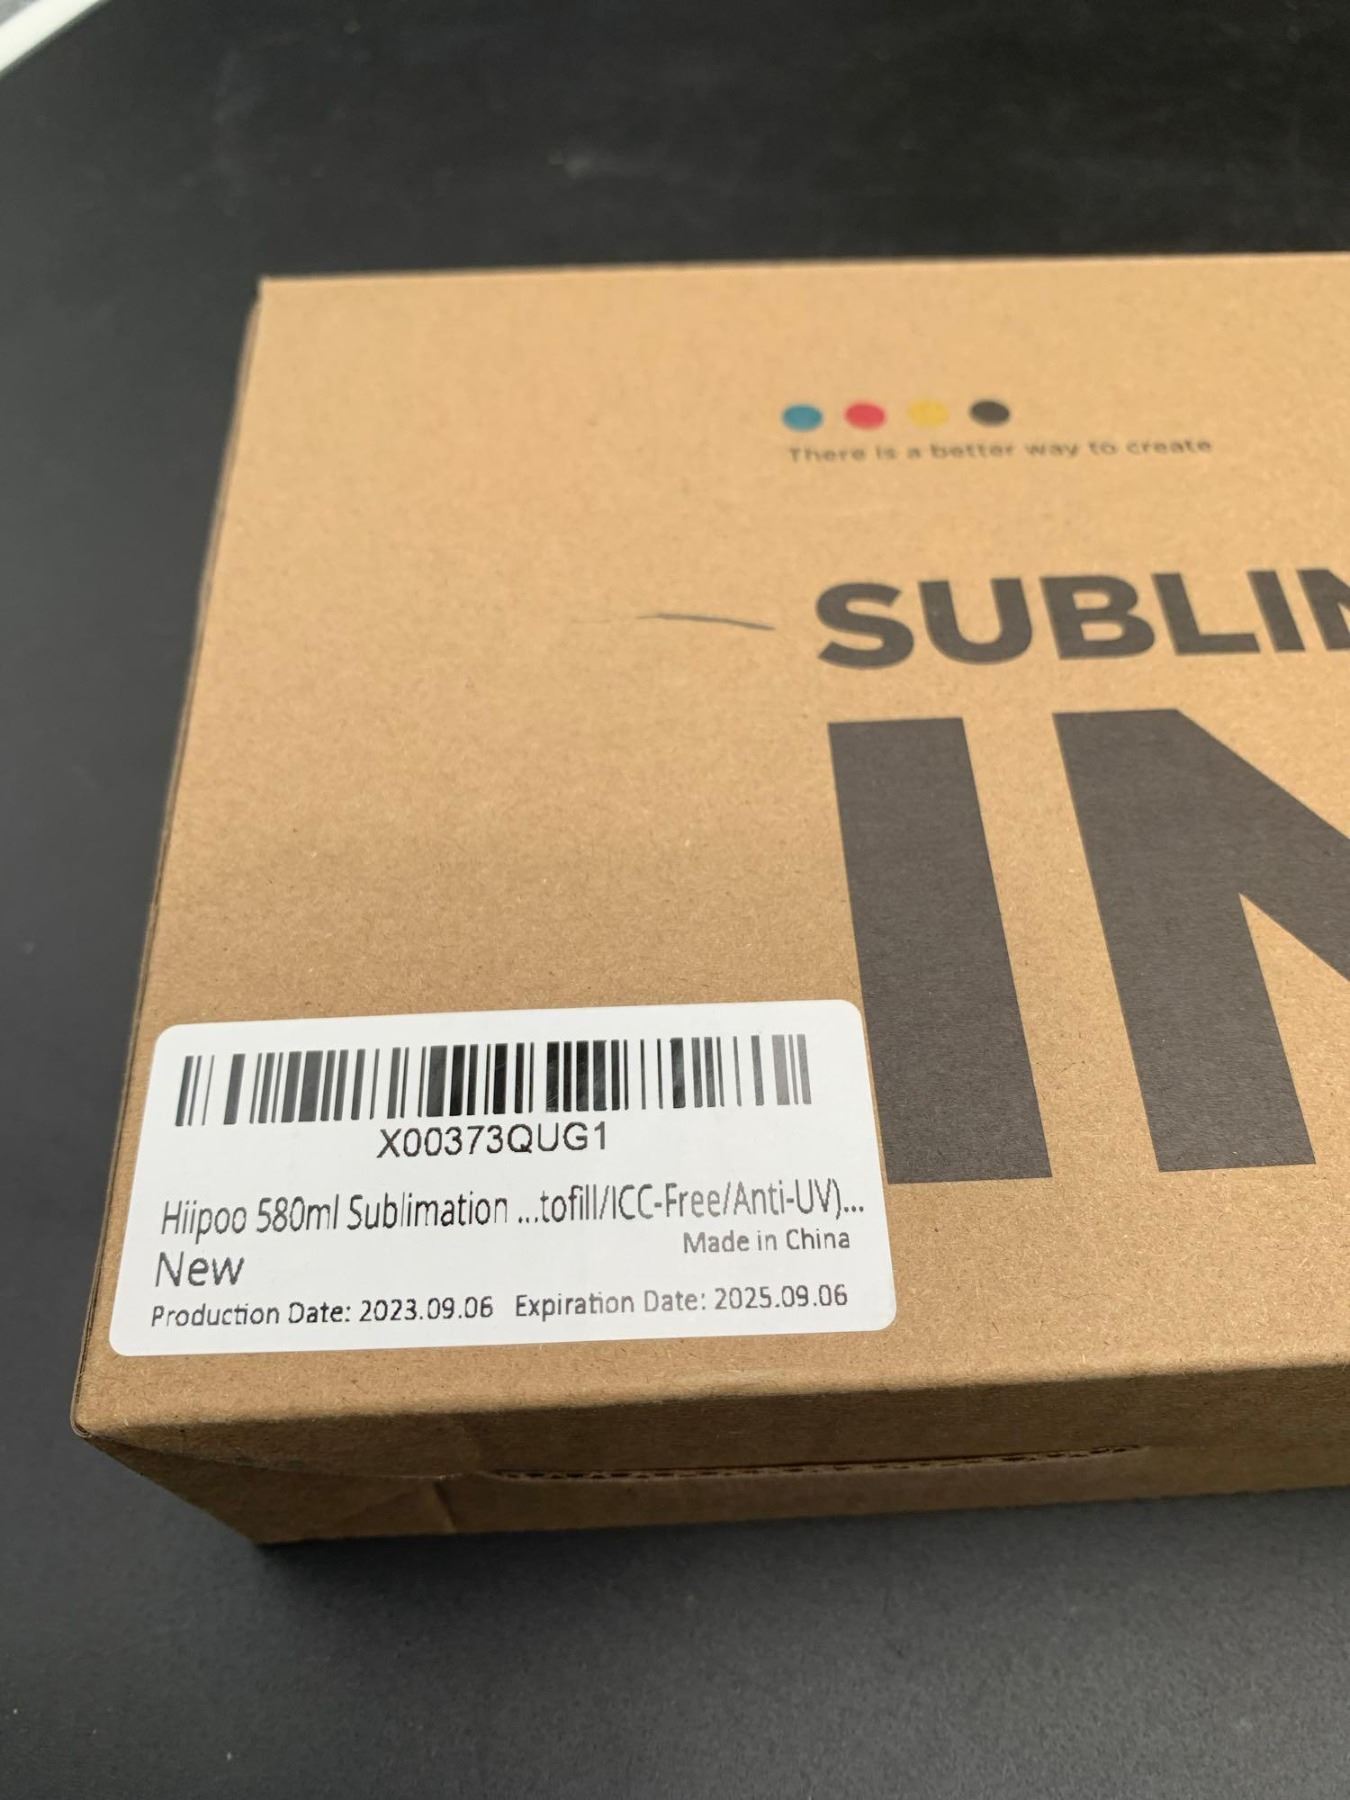 There is a better way to create
SUBLIM
IN
X00373QUG1
Hiipoo 580ml Sublimation ...tofill/ICC-Free/Anti-UV)...
Made in China
New
Production Date: 2023.09.06 Expiration Date: 2025.09.06